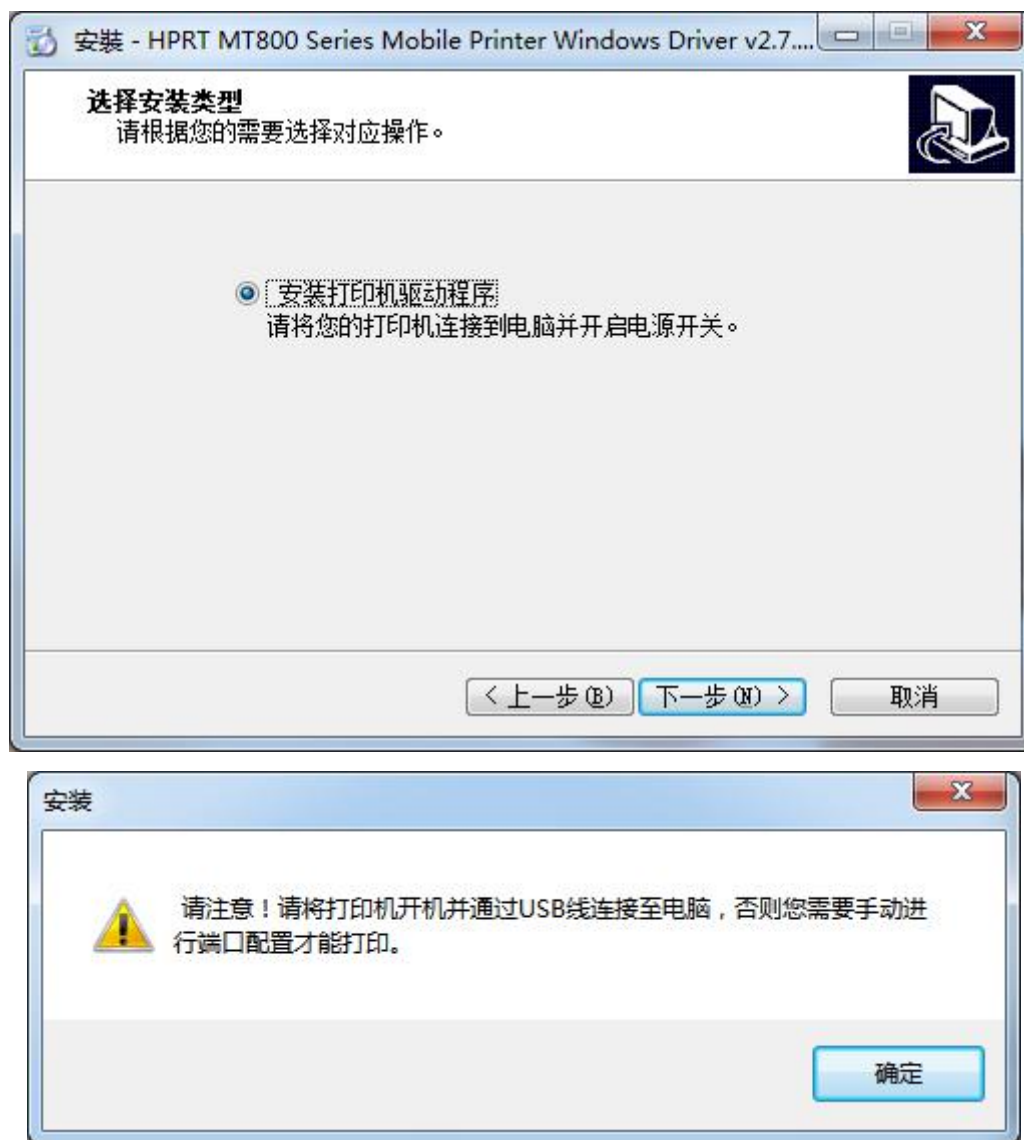 安裝 - HPRT MT800 Series Mobile Printer Windows Driver v2.7....
选择安装类型
请根据您的需要选择对应操作。
安装打印机驱动程序
请将您的打印机连接到电脑并开启电源开关。
< 上一步(B)
下一步(N) >
取消
安装
请注意！请将打印机开机并通过USB线连接至电脑，否则您需要手动进
行端口配置才能打印。
确定